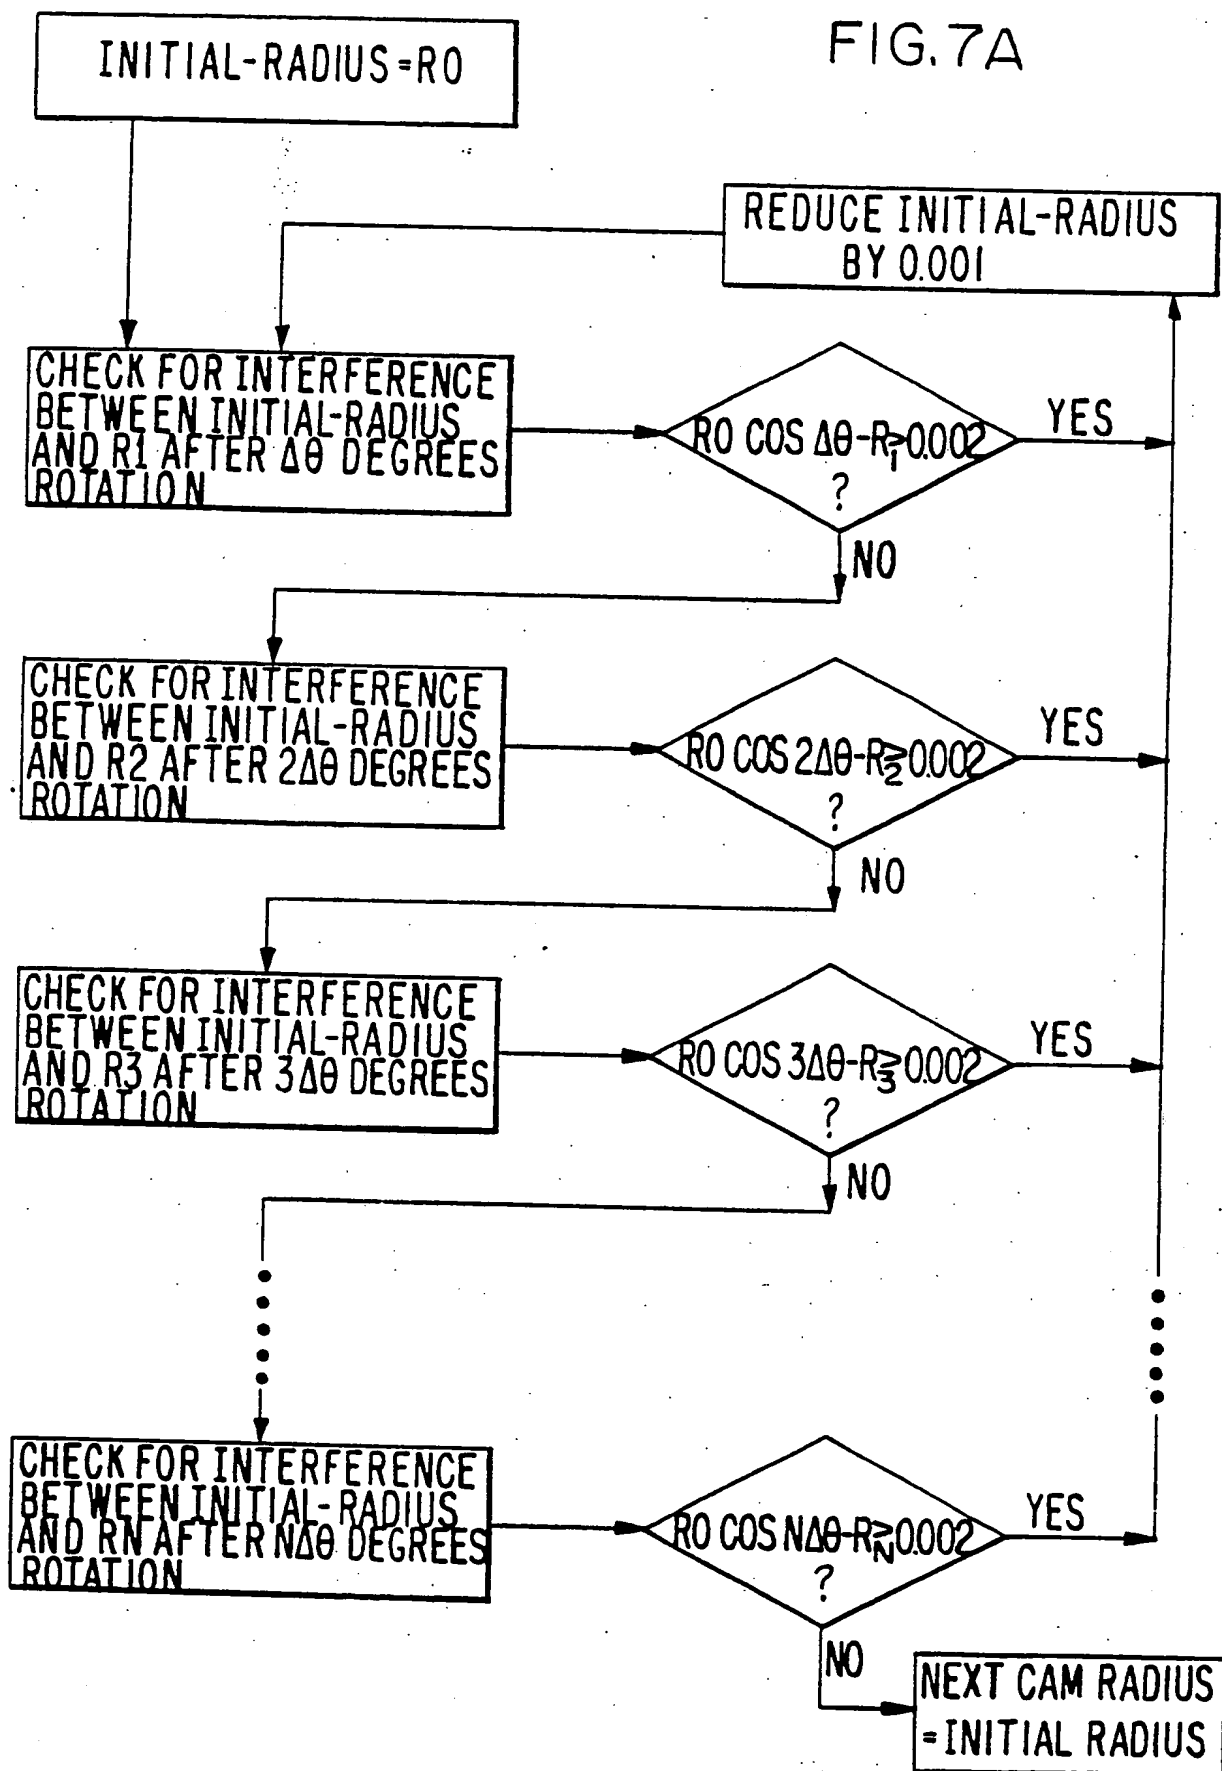 FIG. 7A
INITIAL-RADIUS=R0
REDUCE INITIAL-RADIUS
BY 0.001
CHECK FOR INTERFERENCE
BETWEEN INITIAL-RADIUS
AND R1 AFTER Δθ DEGREES
ROTATION
R0 COS Δθ-R₁≥0.002
?
YES
NO
CHECK FOR INTERFERENCE
BETWEEN INITIAL-RADIUS
AND R2 AFTER 2Δθ DEGREES
ROTATION
R0 COS 2Δθ-R₂≥0.002
?
YES
NO
CHECK FOR INTERFERENCE
BETWEEN INITIAL-RADIUS
AND R3 AFTER 3Δθ DEGREES
ROTATION
R0 COS 3Δθ-R₃≥0.002
?
YES
NO
CHECK FOR INTERFERENCE
BETWEEN INITIAL-RADIUS
AND RN AFTER NΔθ DEGREES
ROTATION
R0 COS NΔθ-R_N≥0.002
?
YES
NO
NEXT CAM RADIUS
=INITIAL RADIUS